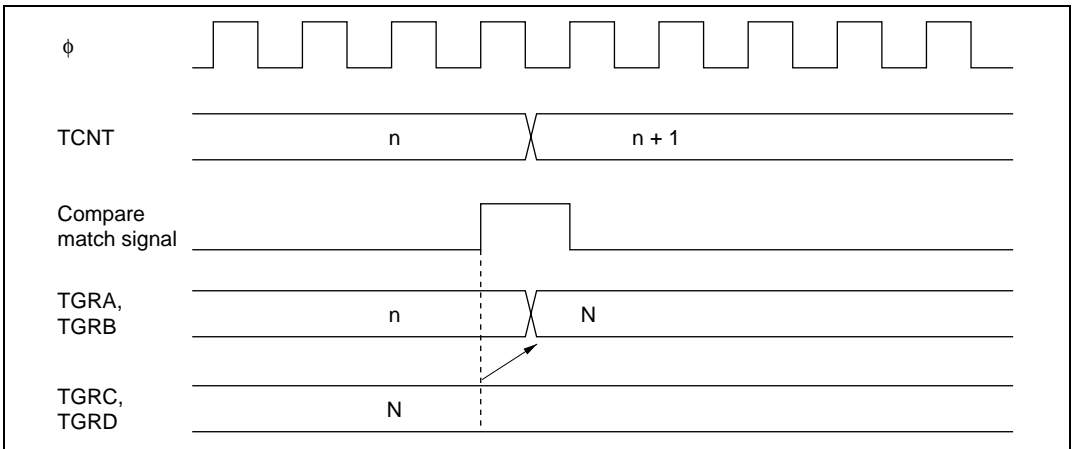 ϕ
TCNT
n
n + 1
Compare
match signal
TGRA,
TGRB
n
N
TGRC,
TGRD
N